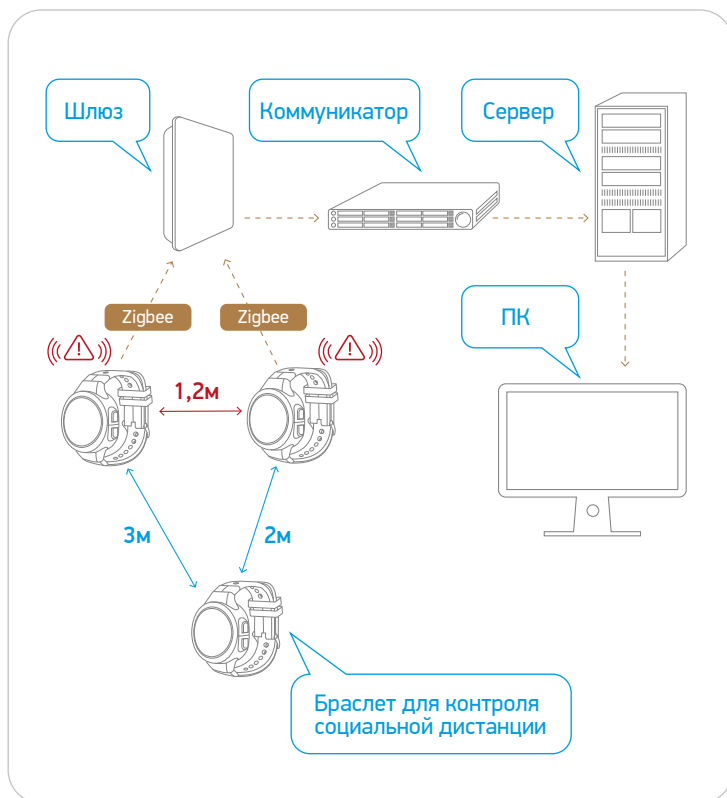 Шлюз
Коммуникатор
Сервер
Zigbee
Zigbee
ПК
1,2м
3м
2м
Браслет для контроля
социальной дистанции